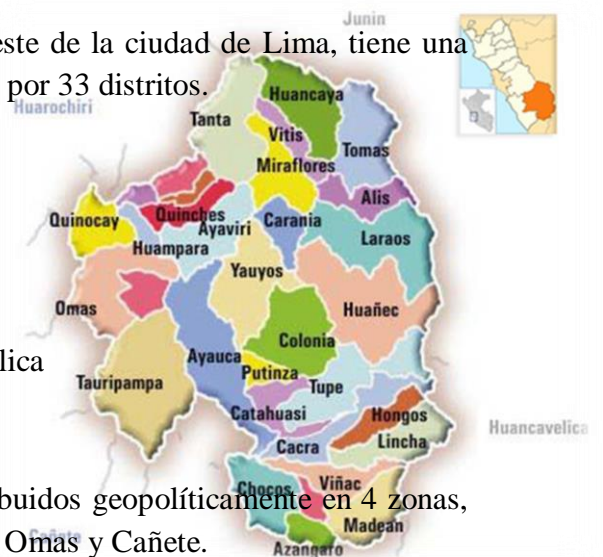 Junin
este de la ciudad de Lima, tiene una
por 33 distritos.
Huarochiri
Huancaya
Tanta
Vitis
Tomas
Miraflores
Alis
Quinocay
Quinches
Ayaviri
Carania
Huampara
Laraos
Yauyos
Omas
Huañec
Colonia
lica
Ayauca
Putinza
Tauripampa
Tupe
Catahuasi
Hongos
Huancavelica
Cacra
Lincha
Chocos
Viñac
buidos geopolíticamente en 4 zonas,
Madean
Cañete
Omas y Cañete.
Azangaro